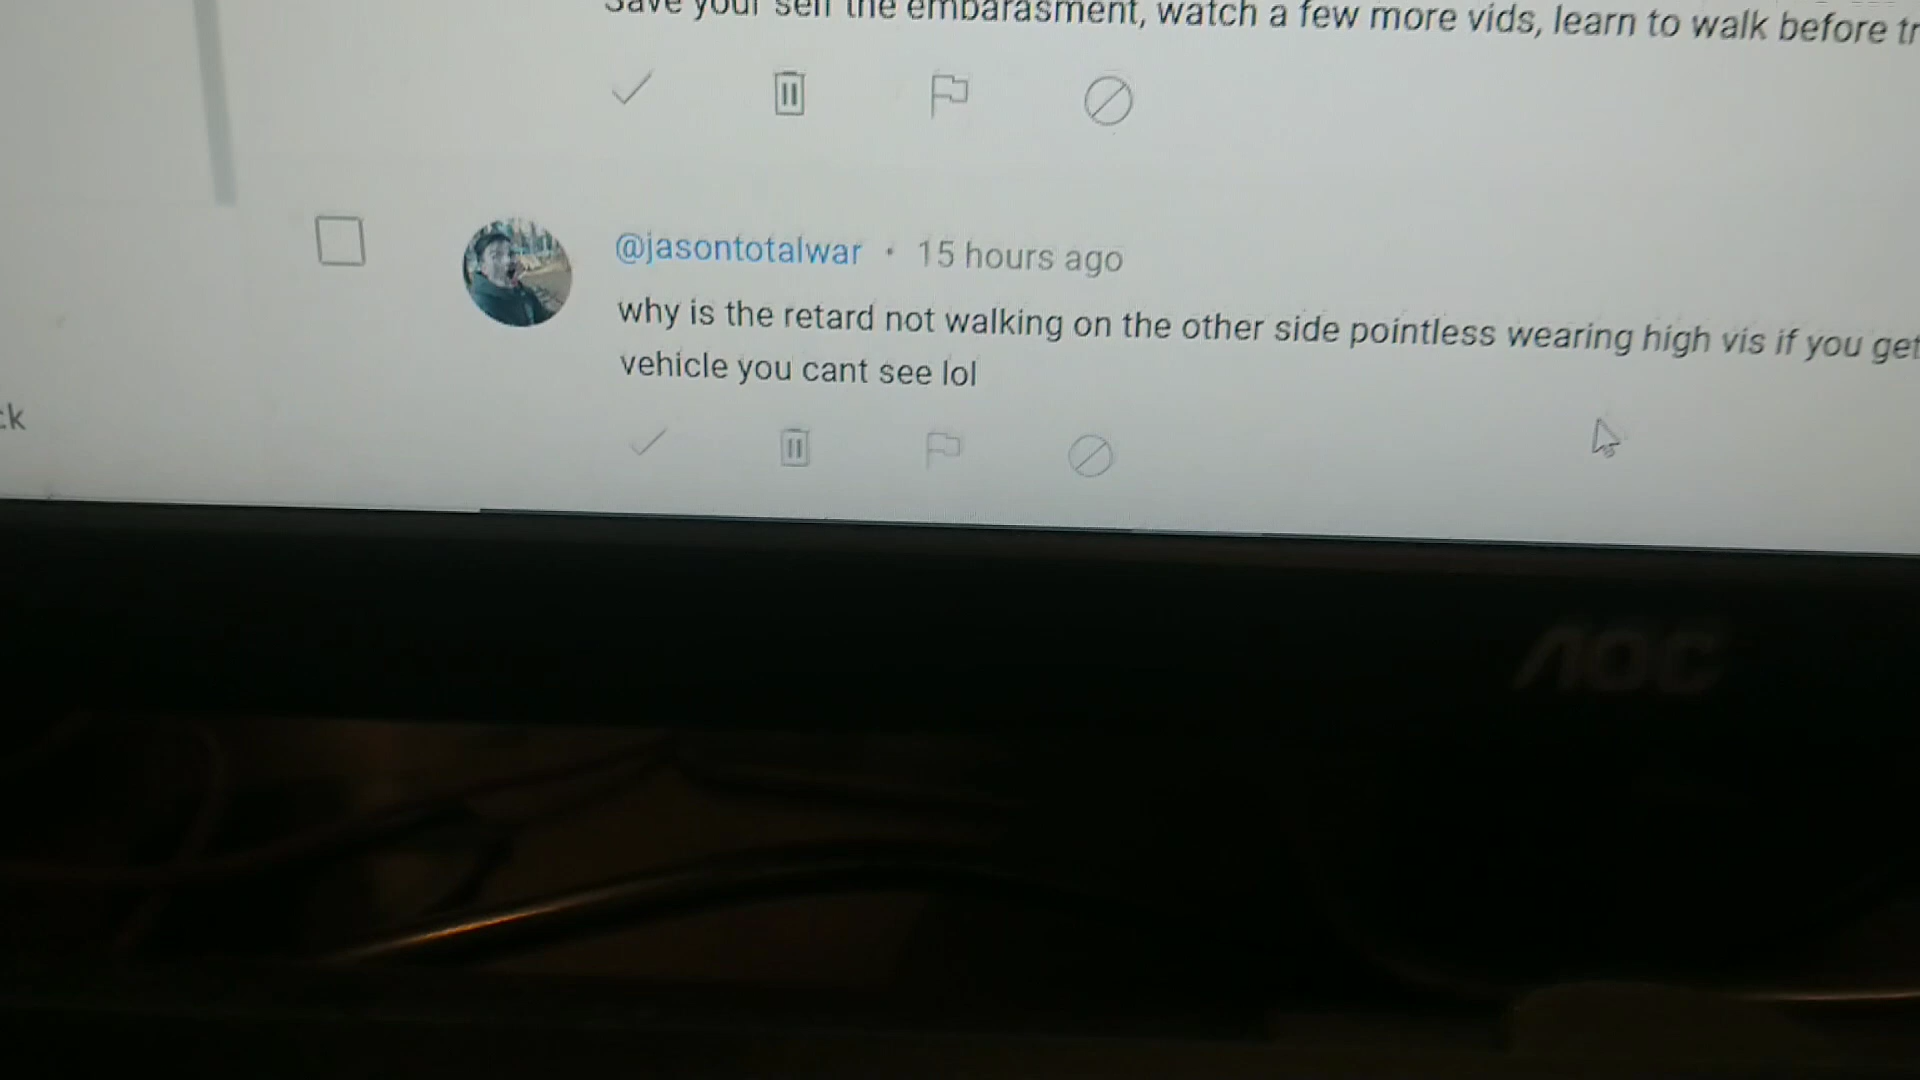 Save your self the embarasment, watch a few more vids, learn to walk before
@jasontotalwar • 15 hours ago
why is the retard not walking on the other side pointless wearing high vis if you get
vehicle you cant see lol
AOC